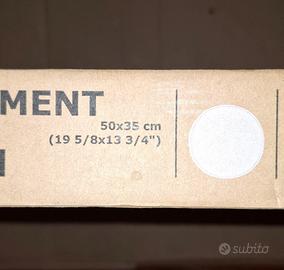 MENT
50x35 cm
(19 5/8x13 3/4")
subito